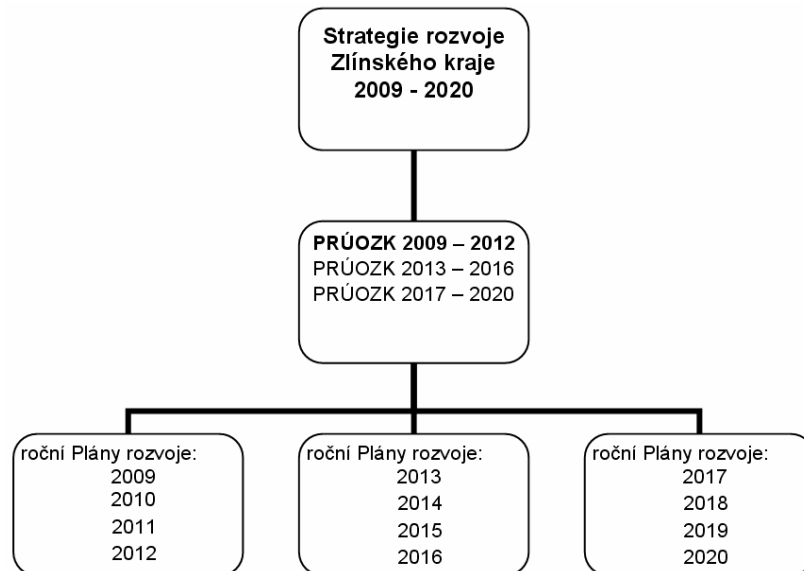 Strategie rozvoje
Zlínského kraje
2009 - 2020
PRÚOZK 2009 – 2012
PRÚOZK 2013 – 2016
PRÚOZK 2017 – 2020
roční Plány rozvoje:
2009
2010
2011
2012
roční Plány rozvoje:
2013
2014
2015
2016
roční Plány rozvoje:
2017
2018
2019
2020